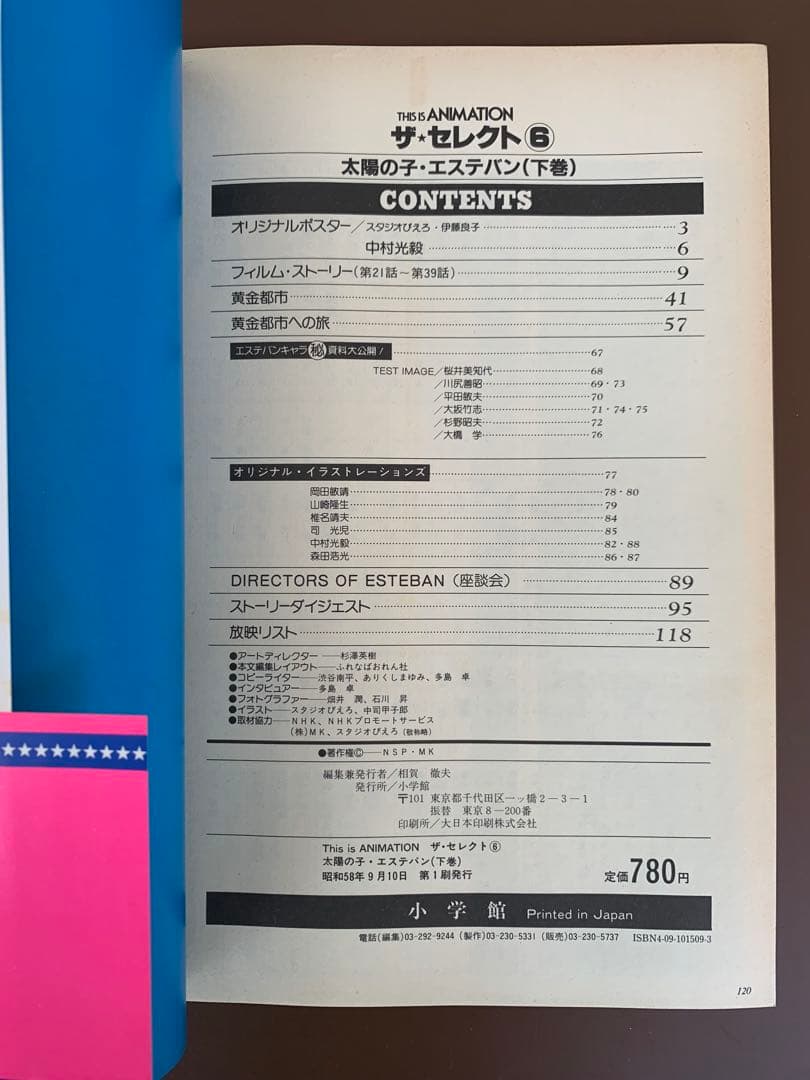 THIS IS ANIMATION
ザ★セレクト⑥
太陽の子・エステバン(下巻)
CONTENTS
オリジナルポスター／スタジオぴえろ・伊藤良子…3
中村光毅…6
フィルム・ストーリー(第21話～第39話)…9
黄金都市…41
黄金都市への旅…57
エステバンキャラ㊙資料大公開！…67
TEST IMAGE／桜井美知代…68
／川尻善昭…69・73
／平田敏夫…70
／大坂竹志…71・74・75
／杉野昭夫…72
／大橋 学…76
オリジナル・イラストレーションズ…77
岡田敏靖…78・80
山崎隆生…79
椎名靖夫…84
司 光児…85
中村光毅…82・88
森田浩光…86・87
DIRECTORS OF ESTEBAN（座談会）…89
ストーリーダイジェスト…95
放映リスト…118
●アートディレクター──杉澤英樹
●本文編集レイアウト──ふれなばおれん社
●コピーライター──渋谷南平、ありくしまゆみ、多島 卓
●インタビュアー──多島 卓
●フォトグラファー──畑井 潤、石川 昇
●イラスト──スタジオぴえろ、中司甲子郎
●取材協力──ＮＨＫ、ＮＨＫプロモートサービス
(株)ＭＫ、スタジオぴえろ(敬称略)
●著作権Ⓒ──ＮＳＰ・ＭＫ
編集兼発行者／相賀 徹夫
発行所／小学館
〒101 東京都千代田区一ッ橋２－３－１
振替 東京８－200番
印刷所／大日本印刷株式会社
This is ANIMATION ザ・セレクト⑥
太陽の子・エステバン(下巻)
昭和58年９月10日 第１刷発行
定価780円
小学館 Printed in Japan
電話(編集)03-292-9244 (製作)03-230-5331 (販売)03-230-5737 ISBN4-09-101509-3
120